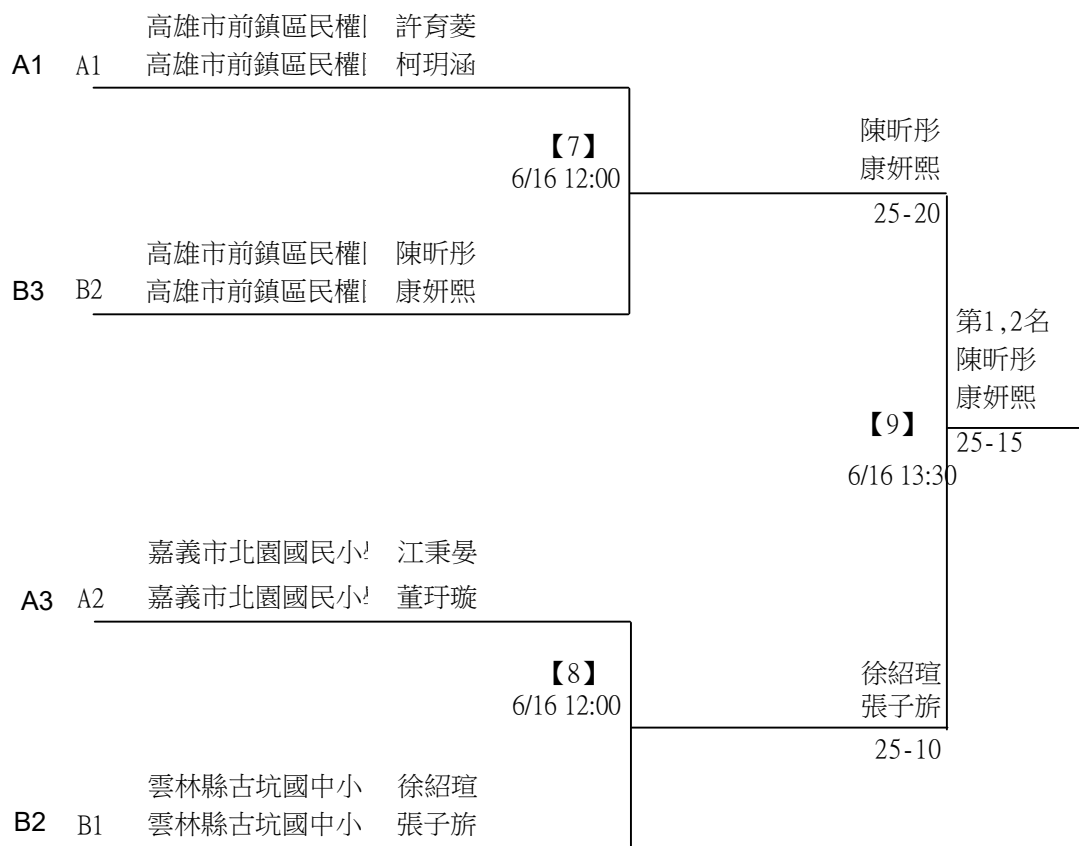 高雄市前鎮區民權 許育菱
A1 A1 高雄市前鎮區民權 柯玥涵
【7】
6/16 12:00
陳昕彤
康妍熙
25-20
高雄市前鎮區民權 陳昕彤
B3 B2 高雄市前鎮區民權 康妍熙
第1,2名
陳昕彤
康妍熙
25-15
【9】
6/16 13:30
嘉義市北園國民小 江秉晏
A3 A2 嘉義市北園國民小 董玗璇
【8】
6/16 12:00
徐紹瑄
張子旂
25-10
雲林縣古坑國中小 徐紹瑄
B2 B1 雲林縣古坑國中小 張子旂